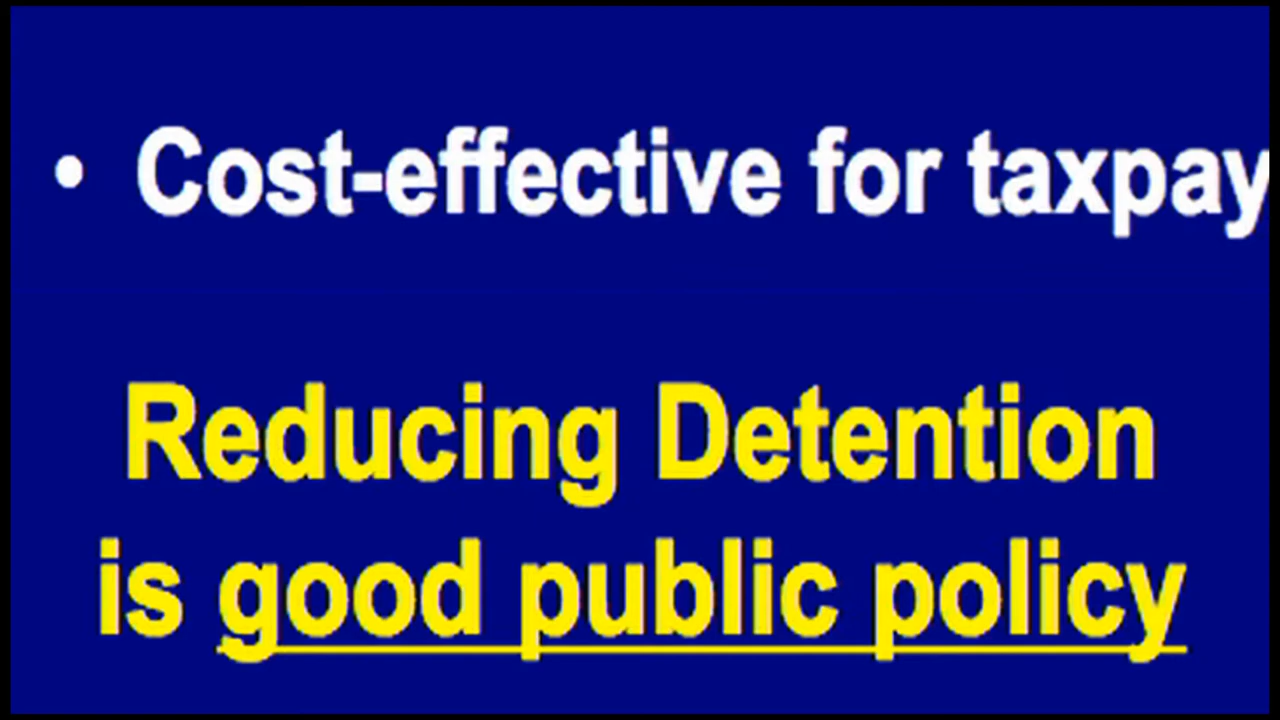 • Cost-effective for taxpay
Reducing Detention
is good public policy